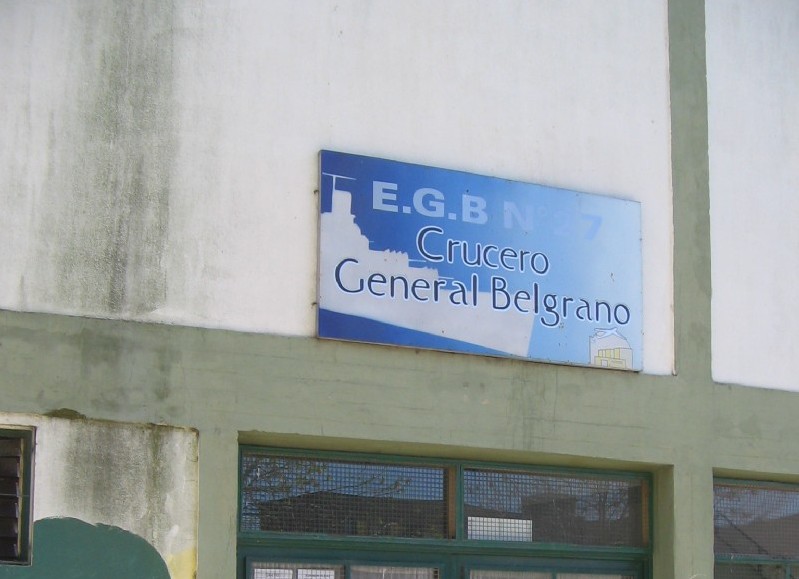 E.G.B N°
Crucero
General Belgrano